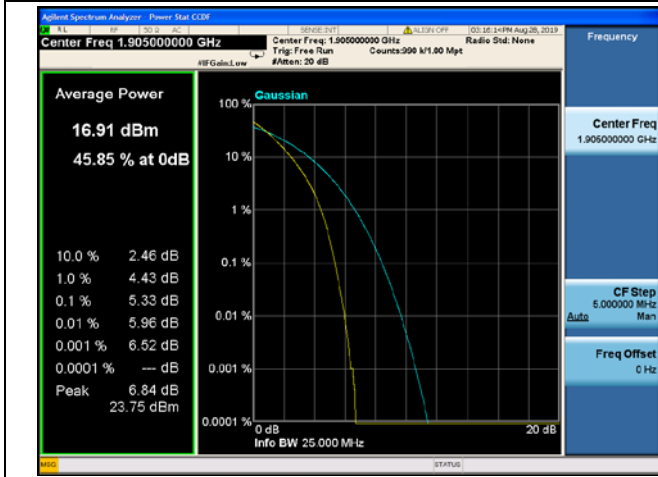 Agilent Spectrum Analyzer - Power Stat CCDF
RL RF 50 Ω AC SENSE:INT ALIGN OFF 03:16:14PM Aug 28, 2019
Center Freq 1.905000000 GHz
Center Freq: 1.905000000 GHz Radio Std: None
Trig: Free Run Counts:990 k/1.00 Mpt
#IFGain:Low #Atten: 20 dB
Frequency
Average Power
16.91 dBm
45.85 % at 0dB
10.0 % 2.46 dB
1.0 % 4.43 dB
0.1 % 5.33 dB
0.01 % 5.96 dB
0.001 % 6.52 dB
0.0001 % --- dB
Peak 6.84 dB
23.75 dBm
Gaussian
100 %
10 %
1 %
0.1 %
0.01 %
0.001 %
0.0001 %
0 dB 20 dB
Info BW 25.000 MHz
Center Freq
1.905000000 GHz
CF Step
5.000000 MHz
Auto Man
Freq Offset
0 Hz
MSG STATUS